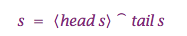 s = ⟨head s⟩ ⌢ tail s